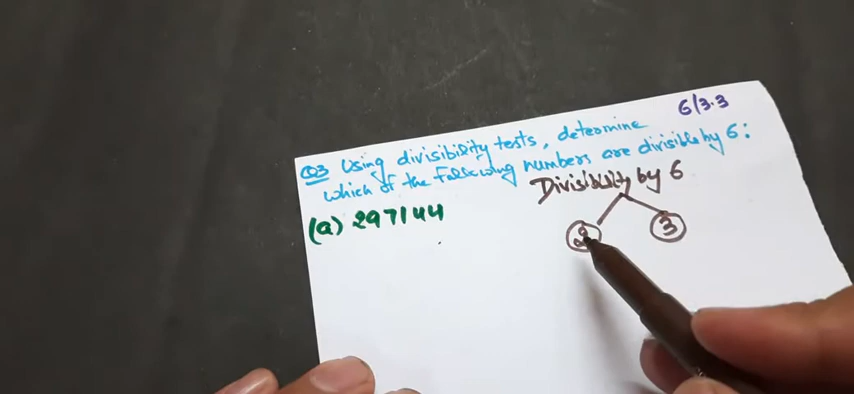 6/3.3
Q3 Using divisibility tests, determine
which of the following numbers are divisible by 6:
Divisibility by 6
(a) 297144
2 3